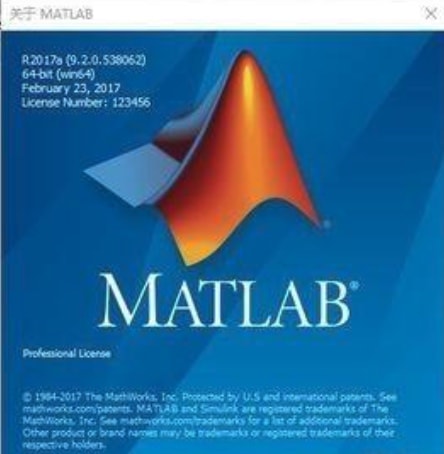 关于 MATLAB
R2017a (9.2.0.538062)
64-bit (win64)
February 23, 2017
License Number: 123456
MATLAB®
Professional License
© 1984-2017 The MathWorks, Inc. Protected by U.S and international patents. See
mathworks.com/patents. MATLAB and Simulink are registered trademarks of The
MathWorks, Inc. See mathworks.com/trademarks for a list of additional trademarks.
Other product or brand names may be trademarks or registered trademarks of their
respective holders.